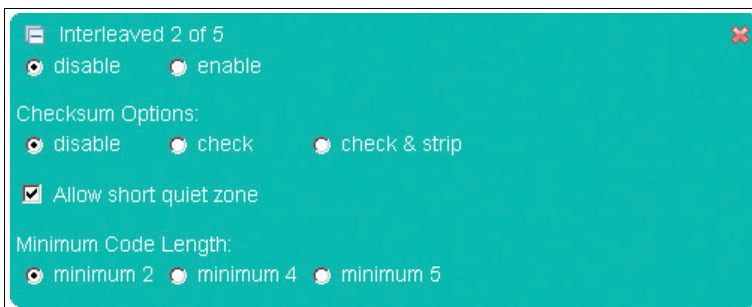 Interleaved 2 of 5
disable enable
Checksum Options:
disable check check & strip
Allow short quiet zone
Minimum Code Length:
minimum 2 minimum 4 minimum 5